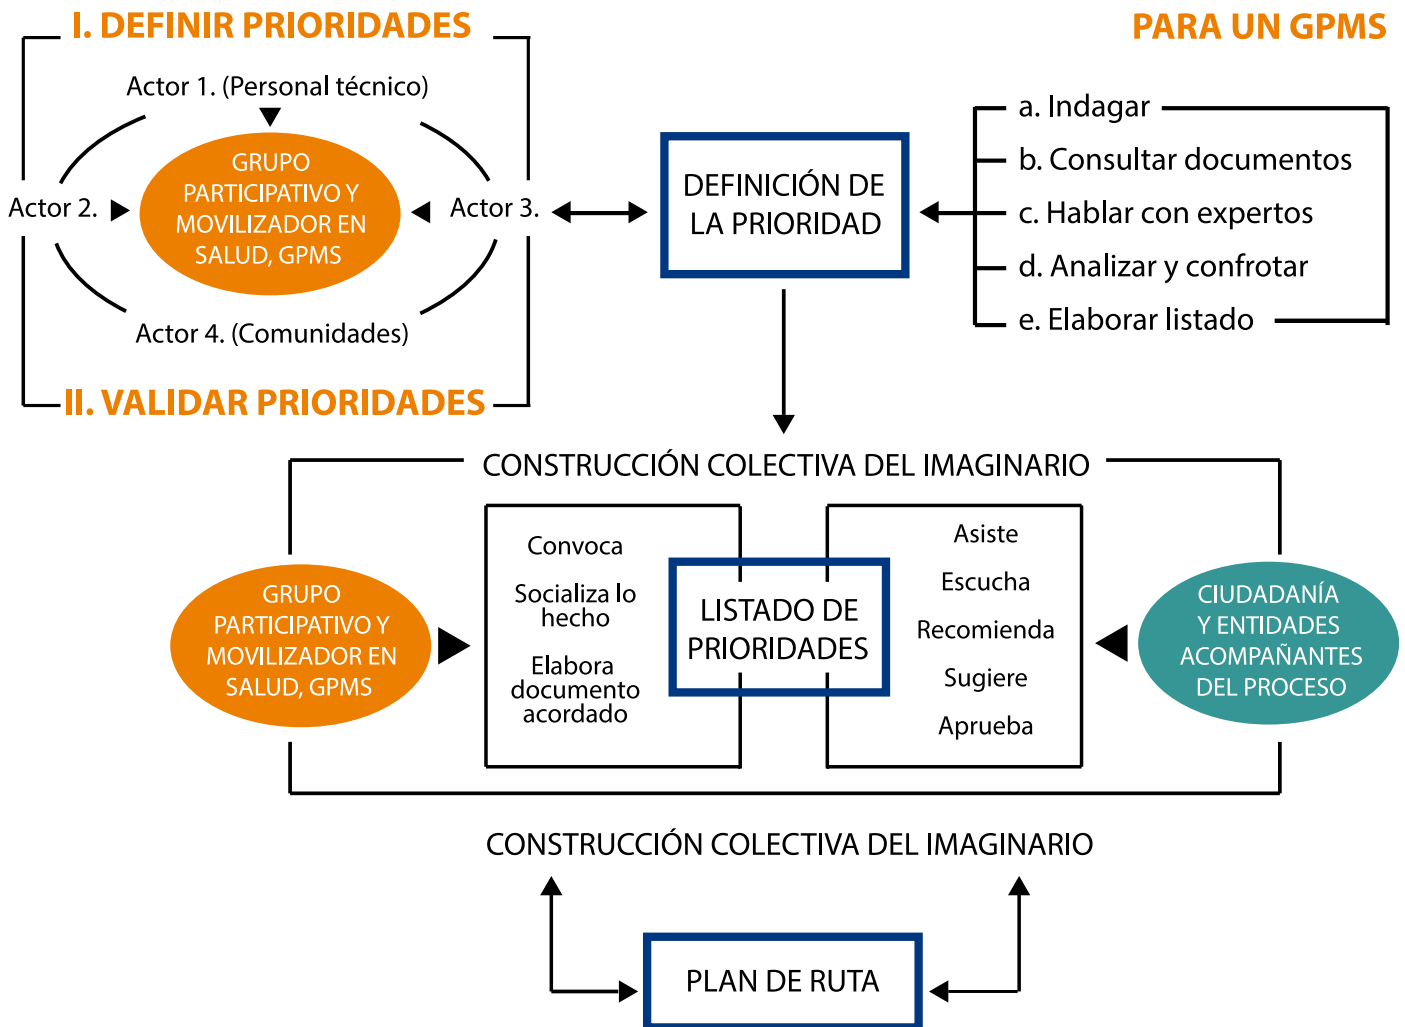 I. DEFINIR PRIORIDADES
PARA UN GPMS
Actor 1. (Personal técnico)
GRUPO
PARTICIPATIVO Y
MOVILIZADOR EN
SALUD, GPMS
Actor 2.
Actor 3.
Actor 4. (Comunidades)
II. VALIDAR PRIORIDADES
DEFINICIÓN DE
LA PRIORIDAD
a. Indagar
b. Consultar documentos
c. Hablar con expertos
d. Analizar y confrotar
e. Elaborar listado
CONSTRUCCIÓN COLECTIVA DEL IMAGINARIO
GRUPO
PARTICIPATIVO Y
MOVILIZADOR EN
SALUD, GPMS
Convoca
Socializa lo
hecho
Elabora
documento
acordado
LISTADO DE
PRIORIDADES
Asiste
Escucha
Recomienda
Sugiere
Aprueba
CIUDADANÍA
Y ENTIDADES
ACOMPAÑANTES
DEL PROCESO
CONSTRUCCIÓN COLECTIVA DEL IMAGINARIO
PLAN DE RUTA